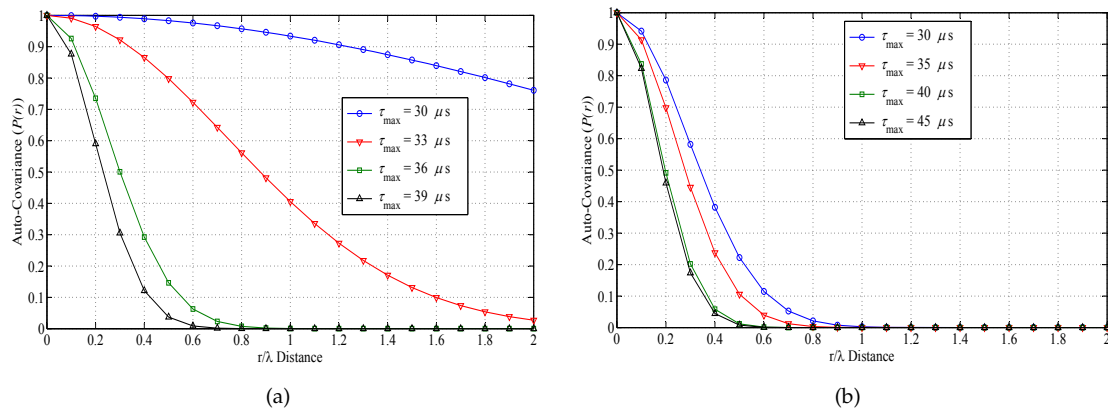 1
0.9
0.8
0.7
0.6
0.5
0.4
0.3
0.2
0.1
0
Auto-Covariance (P(r))
τmax = 30 μs
τmax = 33 μs
τmax = 36 μs
τmax = 39 μs
0 0.2 0.4 0.6 0.8 1 1.2 1.4 1.6 1.8 2
r/λ Distance
(a)
1
0.9
0.8
0.7
0.6
0.5
0.4
0.3
0.2
0.1
0
Auto-Covariance (P(r))
τmax = 30 μs
τmax = 35 μs
τmax = 40 μs
τmax = 45 μs
0 0.2 0.4 0.6 0.8 1 1.2 1.4 1.6 1.8 2
r/λ Distance
(b)